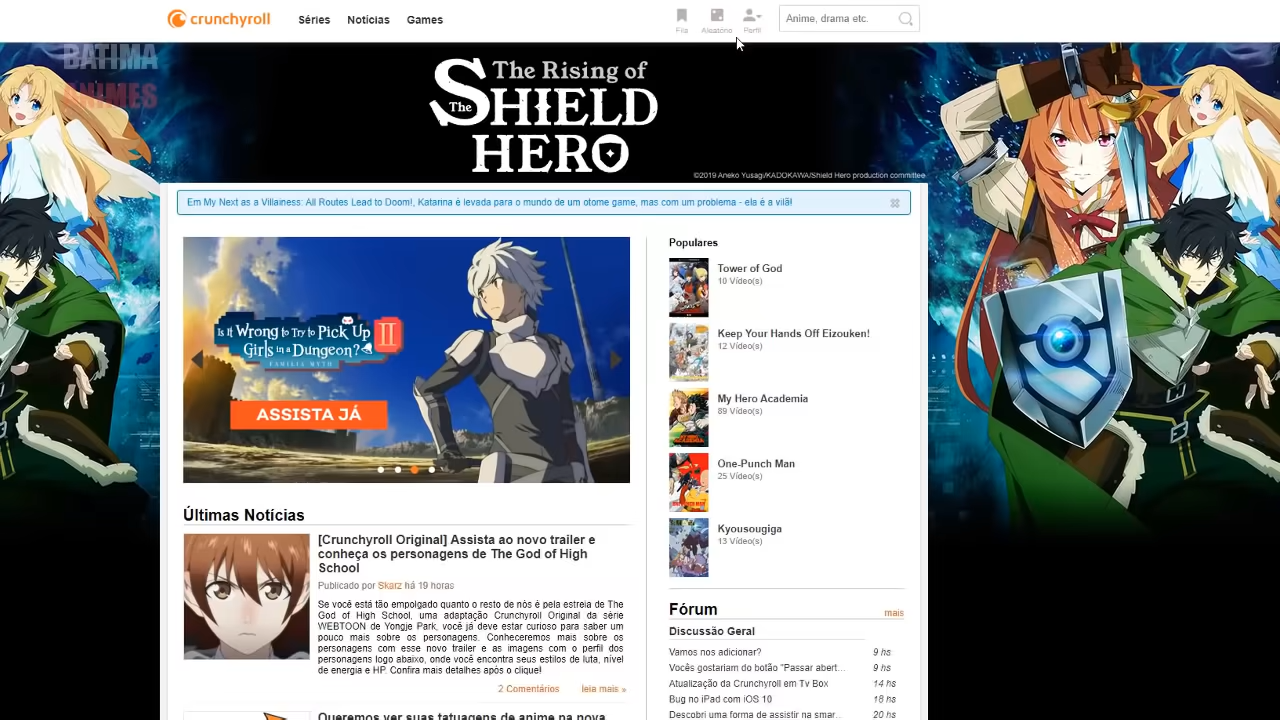 crunchyroll
Séries
Notícias
Games
Fila
Aleatório
Perfil
Anime, drama etc.
BATIMA
ANIMES
The Rising of
The SHIELD
HERO
©2019 Aneko Yusagi/KADOKAWA/Shield Hero production committee
Em My Next as a Villainess: All Routes Lead to Doom!, Katarina é levada para o mundo de um otome game, mas com um problema - ela é a vilã!
Is It Wrong to Try to Pick Up
Girls in a Dungeon? II
FAMILIA MYTH
ASSISTA JÁ
Populares
Tower of God
10 Vídeo(s)
Keep Your Hands Off Eizouken!
12 Vídeo(s)
My Hero Academia
89 Vídeo(s)
One-Punch Man
25 Vídeo(s)
Kyousougiga
13 Vídeo(s)
Últimas Notícias
[Crunchyroll Original] Assista ao novo trailer e
conheça os personagens de The God of High
School
Publicado por Skarz há 19 horas
Se você está tão empolgado quanto o resto de nós é pela estreia de The
God of High School, uma adaptação Crunchyroll Original da série
WEBTOON de Yongje Park, você já deve estar curioso para saber um
pouco mais sobre os personagens. Conheceremos mais sobre os
personagens com esse novo trailer e as imagens com o perfil dos
personagens logo abaixo, onde você encontra seus estilos de luta, nível
de energia e HP. Confira mais detalhes após o clique!
2 Comentários
leia mais »
Queremos ver suas tatuagens de anime na nova
Fórum
mais
Discussão Geral
Vamos nos adicionar? 9 hs
Vocês gostariam do botão "Passar abert... 9 hs
Atualização da Crunchyroll em Tv Box 14 hs
Bug no iPad com iOS 10 18 hs
Descobri uma forma de assistir na smar... 20 hs